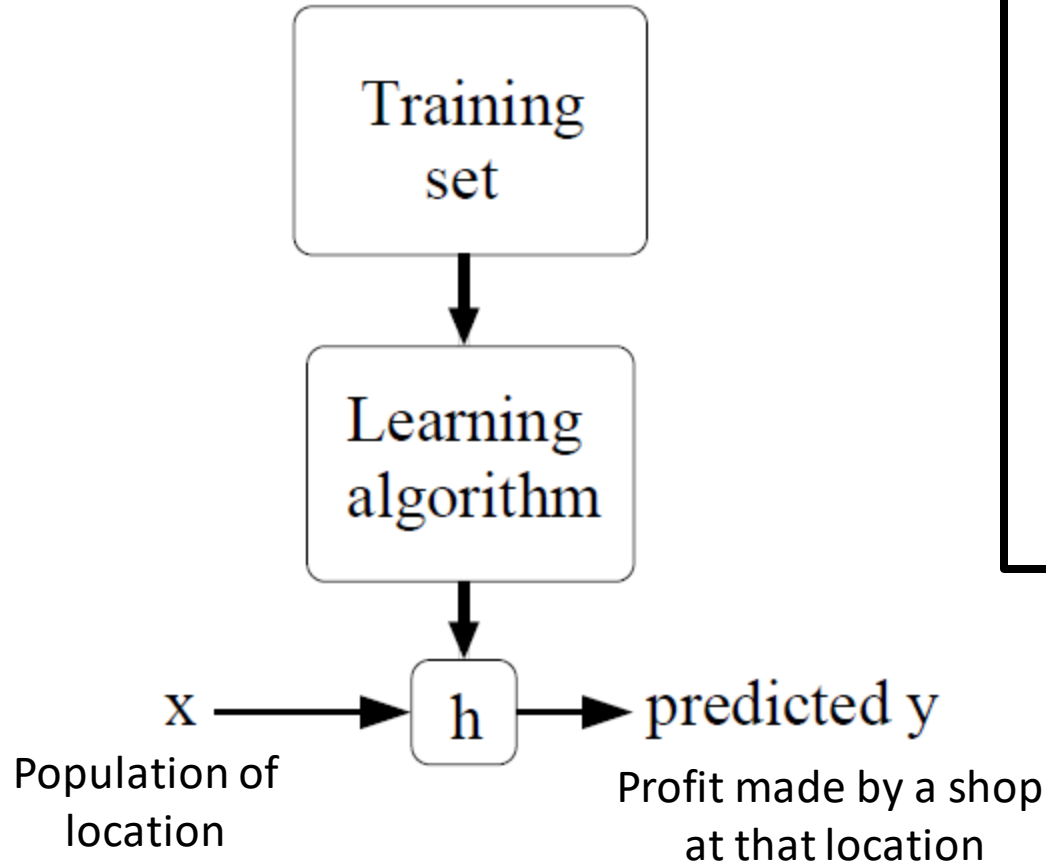 Training
set
Learning
algorithm
x
h
predicted y
Population of
location
Profit made by a shop
at that location